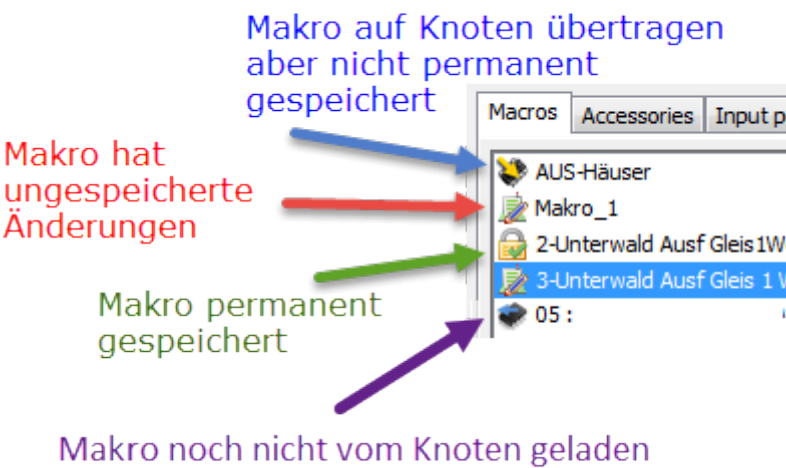 Makro auf Knoten übertragen
aber nicht permanent
gespeichert
Macros Accessories Input p
Makro hat
ungespeicherte
Änderungen
AUS-Häuser
Makro_1
2-Unterwald Ausf Gleis1W
3-Unterwald Ausf Gleis 1 W
05 :
Makro permanent
gespeichert
Makro noch nicht vom Knoten geladen